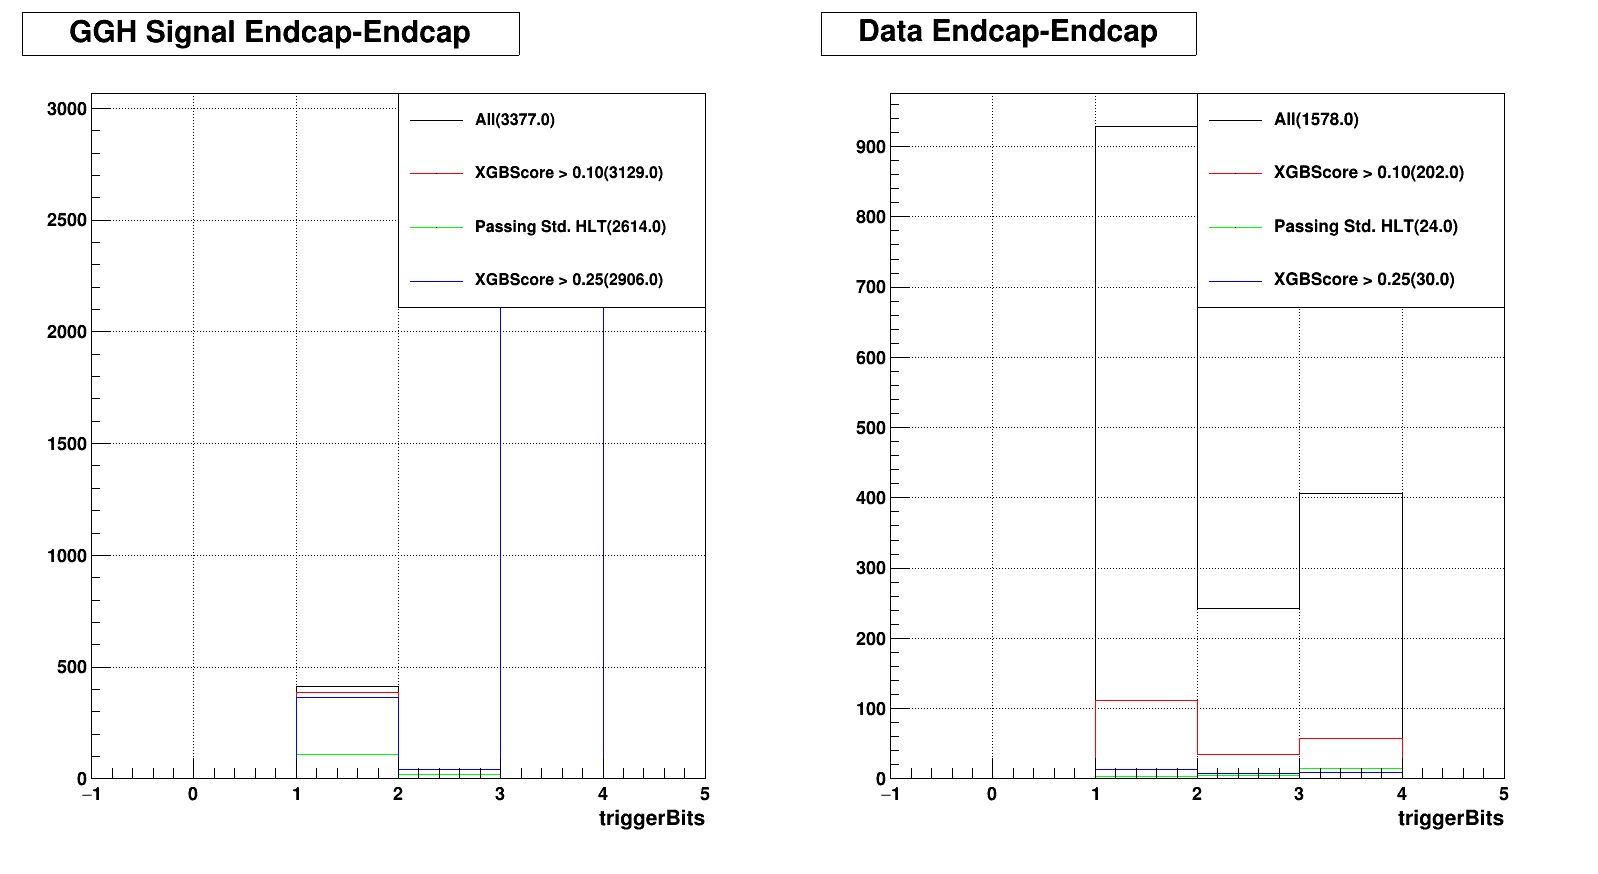 GGH Signal Endcap-Endcap
3000
2500
2000
1500
1000
500
0
All(3377.0)
XGBScore > 0.10(3129.0)
Passing Std. HLT(2614.0)
XGBScore > 0.25(2906.0)
−1 0 1 2 3 4 5
triggerBits
Data Endcap-Endcap
900
800
700
600
500
400
300
200
100
0
All(1578.0)
XGBScore > 0.10(202.0)
Passing Std. HLT(24.0)
XGBScore > 0.25(30.0)
−1 0 1 2 3 4 5
triggerBits